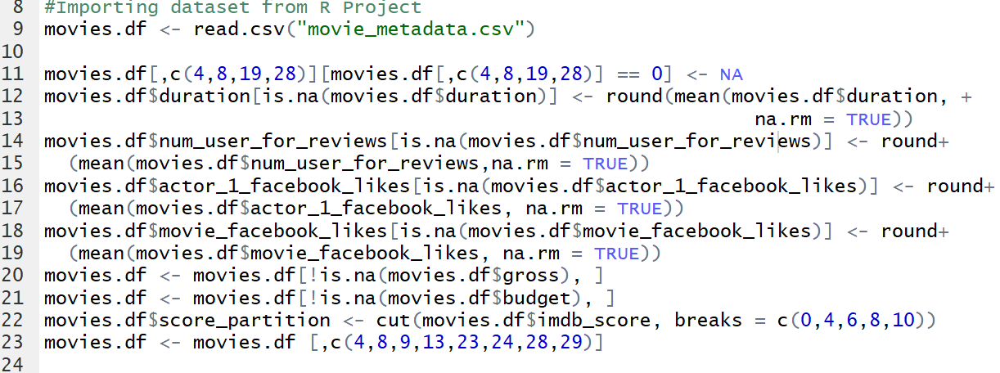 8 #Importing dataset from R Project
9 movies.df <- read.csv("movie_metadata.csv")
10
11 movies.df[,c(4,8,19,28)][movies.df[,c(4,8,19,28)] == 0] <- NA
12 movies.df$duration[is.na(movies.df$duration)] <- round(mean(movies.df$duration, +
13 na.rm = TRUE))
14 movies.df$num_user_for_reviews[is.na(movies.df$num_user_for_reviews)] <- round+
15 (mean(movies.df$num_user_for_reviews,na.rm = TRUE))
16 movies.df$actor_1_facebook_likes[is.na(movies.df$actor_1_facebook_likes)] <- round+
17 (mean(movies.df$actor_1_facebook_likes, na.rm = TRUE))
18 movies.df$movie_facebook_likes[is.na(movies.df$movie_facebook_likes)] <- round+
19 (mean(movies.df$movie_facebook_likes, na.rm = TRUE))
20 movies.df <- movies.df[!is.na(movies.df$gross), ]
21 movies.df <- movies.df[!is.na(movies.df$budget), ]
22 movies.df$score_partition <- cut(movies.df$imdb_score, breaks = c(0,4,6,8,10))
23 movies.df <- movies.df [,c(4,8,9,13,23,24,28,29)]
24